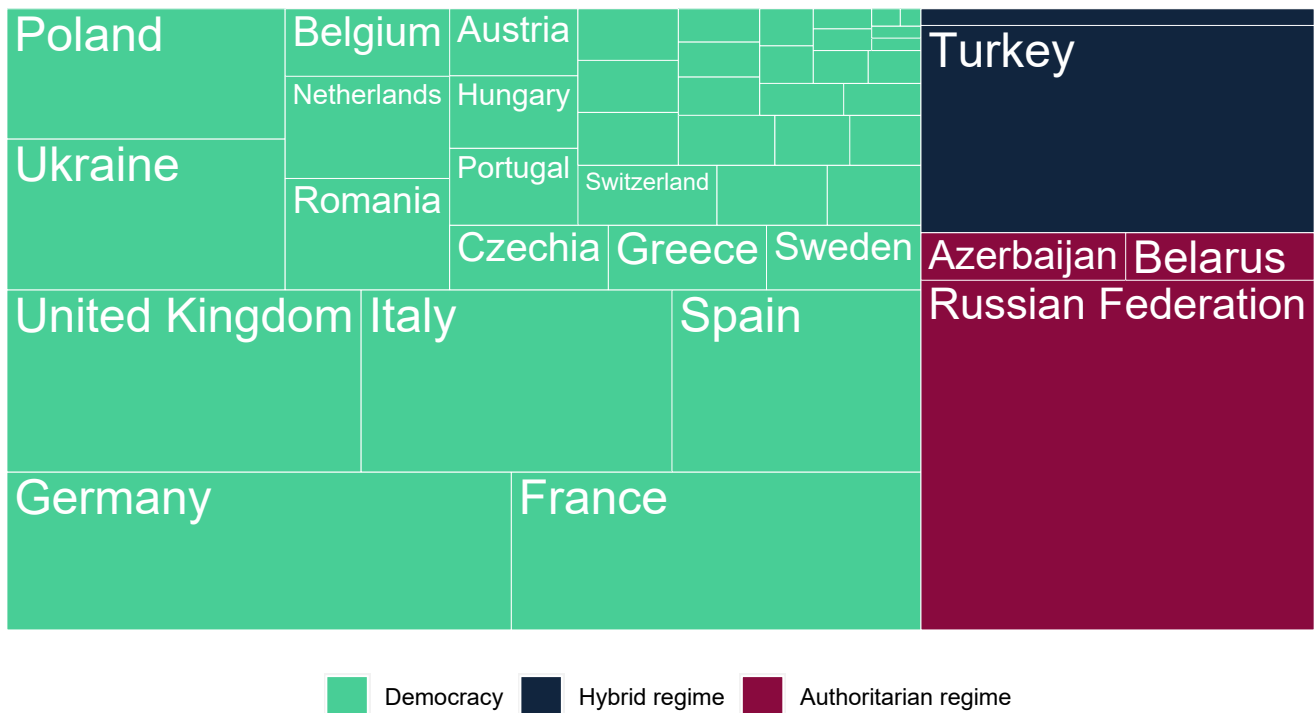 Poland
Belgium
Austria
Turkey
Netherlands
Hungary
Ukraine
Portugal
Romania
Switzerland
Czechia
Greece
Sweden
Azerbaijan
Belarus
United Kingdom
Italy
Spain
Russian Federation
Germany
France
Democracy
Hybrid regime
Authoritarian regime